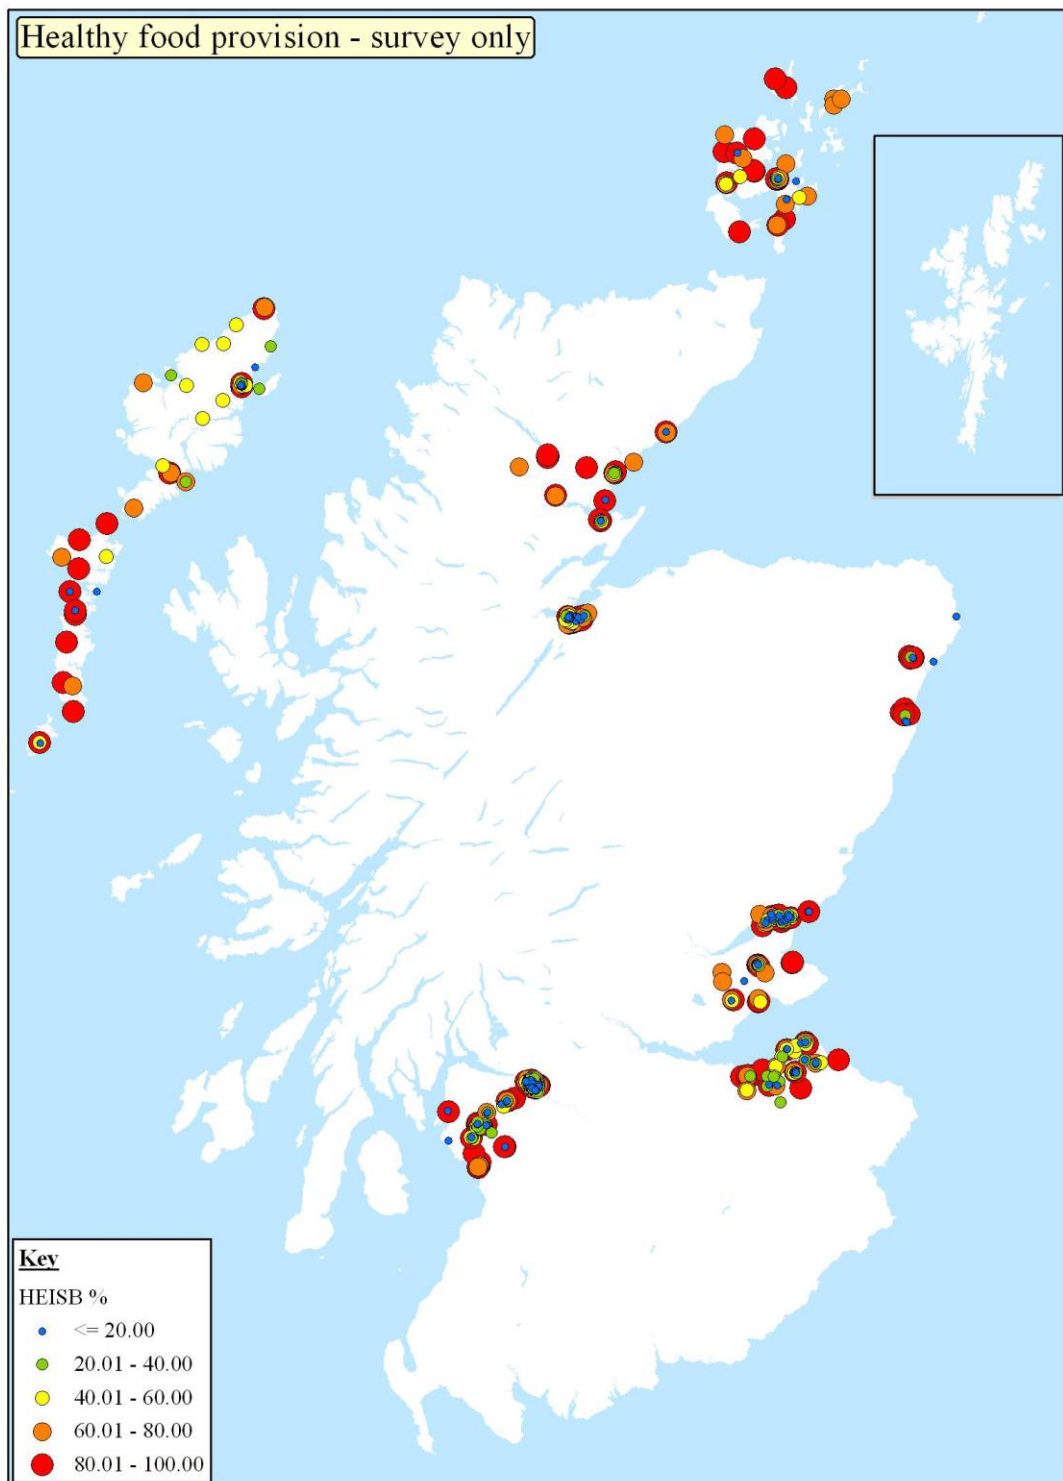 Healthy food provision - survey only
Key
HEISB %
<= 20.00
20.01 - 40.00
40.01 - 60.00
60.01 - 80.00
80.01 - 100.00